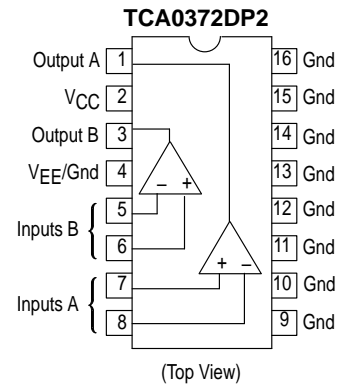 TCA0372DP2
Output A 1 16 Gnd
VCC 2 15 Gnd
Output B 3 14 Gnd
VEE/Gnd 4 13 Gnd
– +
5 12 Gnd
Inputs B
6 11 Gnd
+ –
7 10 Gnd
Inputs A
8 9 Gnd
(Top View)